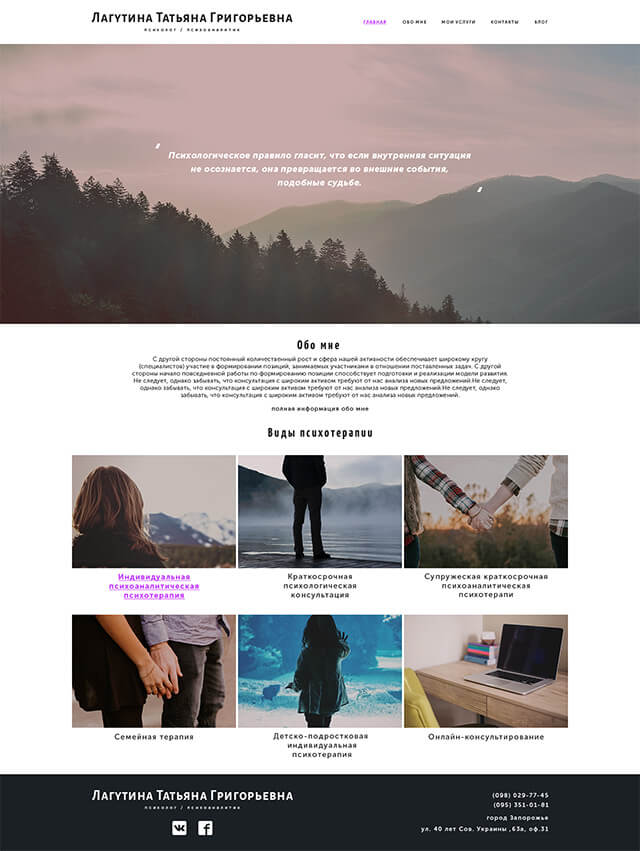 Лагутина Татьяна Григорьевна
психолог / психоаналитик
главная обо мне мои услуги контакты блог
Психологическое правило гласит, что если внутренняя ситуация
не осознается, она превращается во внешние события,
подобные судьбе.
Обо мне
С другой стороны постоянный количественный рост и сфера нашей активности обеспечивает широкому кругу
(специалистов) участие в формировании позиций, занимаемых участниками в отношении поставленных задач. С другой
стороны начало повседневной работы по формированию позиции способствует подготовки и реализации модели развития.
Не следует, однако забывать, что консультация с широким активом требуют от нас анализа новых предложений.Не следует,
однако забывать, что консультация с широким активом требуют от нас анализа новых предложений.Не следует, однако
забывать, что консультация с широким активом требуют от нас анализа новых предложений.
полная информация обо мне
Виды психотерапии
Индивидуальная
психоаналитическая
психотерапия
Краткосрочная
психологическая
консультация
Супружеская краткосрочная
психоаналитическая
психотерапи
Семейная терапия
Детско-подростковая
индивидуальная
психотерапия
Онлайн-консультирование
Лагутина Татьяна Григорьевна
психолог / психоаналитик
(098) 029-77-45
(095) 351-01-81
город Запорожье
ул. 40 лет Сов. Украины ,63а, оф.31